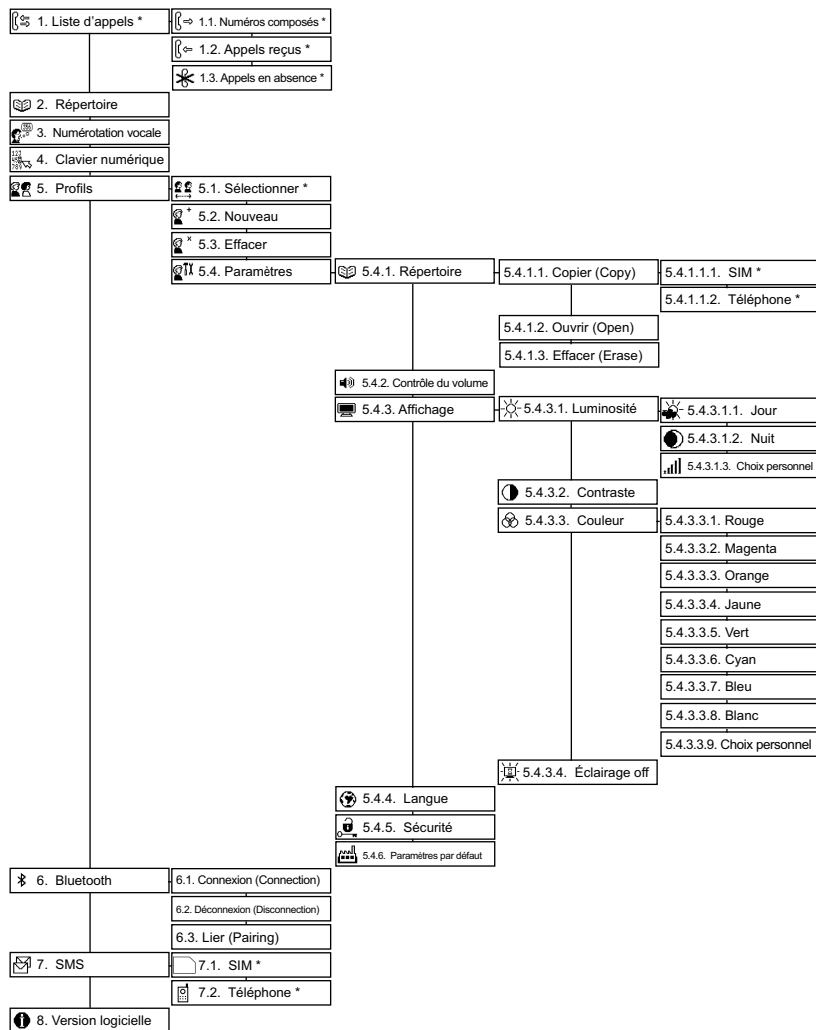 1. Liste d'appels *
1.1. Numéros composés *
1.2. Appels reçus *
1.3. Appels en absence *
2. Répertoire
3. Numérotation vocale
4. Clavier numérique
5. Profils
5.1. Sélectionner *
5.2. Nouveau
5.3. Effacer
5.4. Paramètres
5.4.1. Répertoire
5.4.1.1. Copier (Copy)
5.4.1.1.1. SIM *
5.4.1.1.2. Téléphone *
5.4.1.2. Ouvrir (Open)
5.4.1.3. Effacer (Erase)
5.4.2. Contrôle du volume
5.4.3. Affichage
5.4.3.1. Luminosité
5.4.3.1.1. Jour
5.4.3.1.2. Nuit
5.4.3.1.3. Choix personnel
5.4.3.2. Contraste
5.4.3.3. Couleur
5.4.3.3.1. Rouge
5.4.3.3.2. Magenta
5.4.3.3.3. Orange
5.4.3.3.4. Jaune
5.4.3.3.5. Vert
5.4.3.3.6. Cyan
5.4.3.3.7. Bleu
5.4.3.3.8. Blanc
5.4.3.3.9. Choix personnel
5.4.3.4. Éclairage off
5.4.4. Langue
5.4.5. Sécurité
5.4.6. Paramètres par défaut
6. Bluetooth
6.1. Connexion (Connection)
6.2. Déconnexion (Disconnection)
6.3. Lier (Pairing)
7. SMS
7.1. SIM *
7.2. Téléphone *
8. Version logicielle